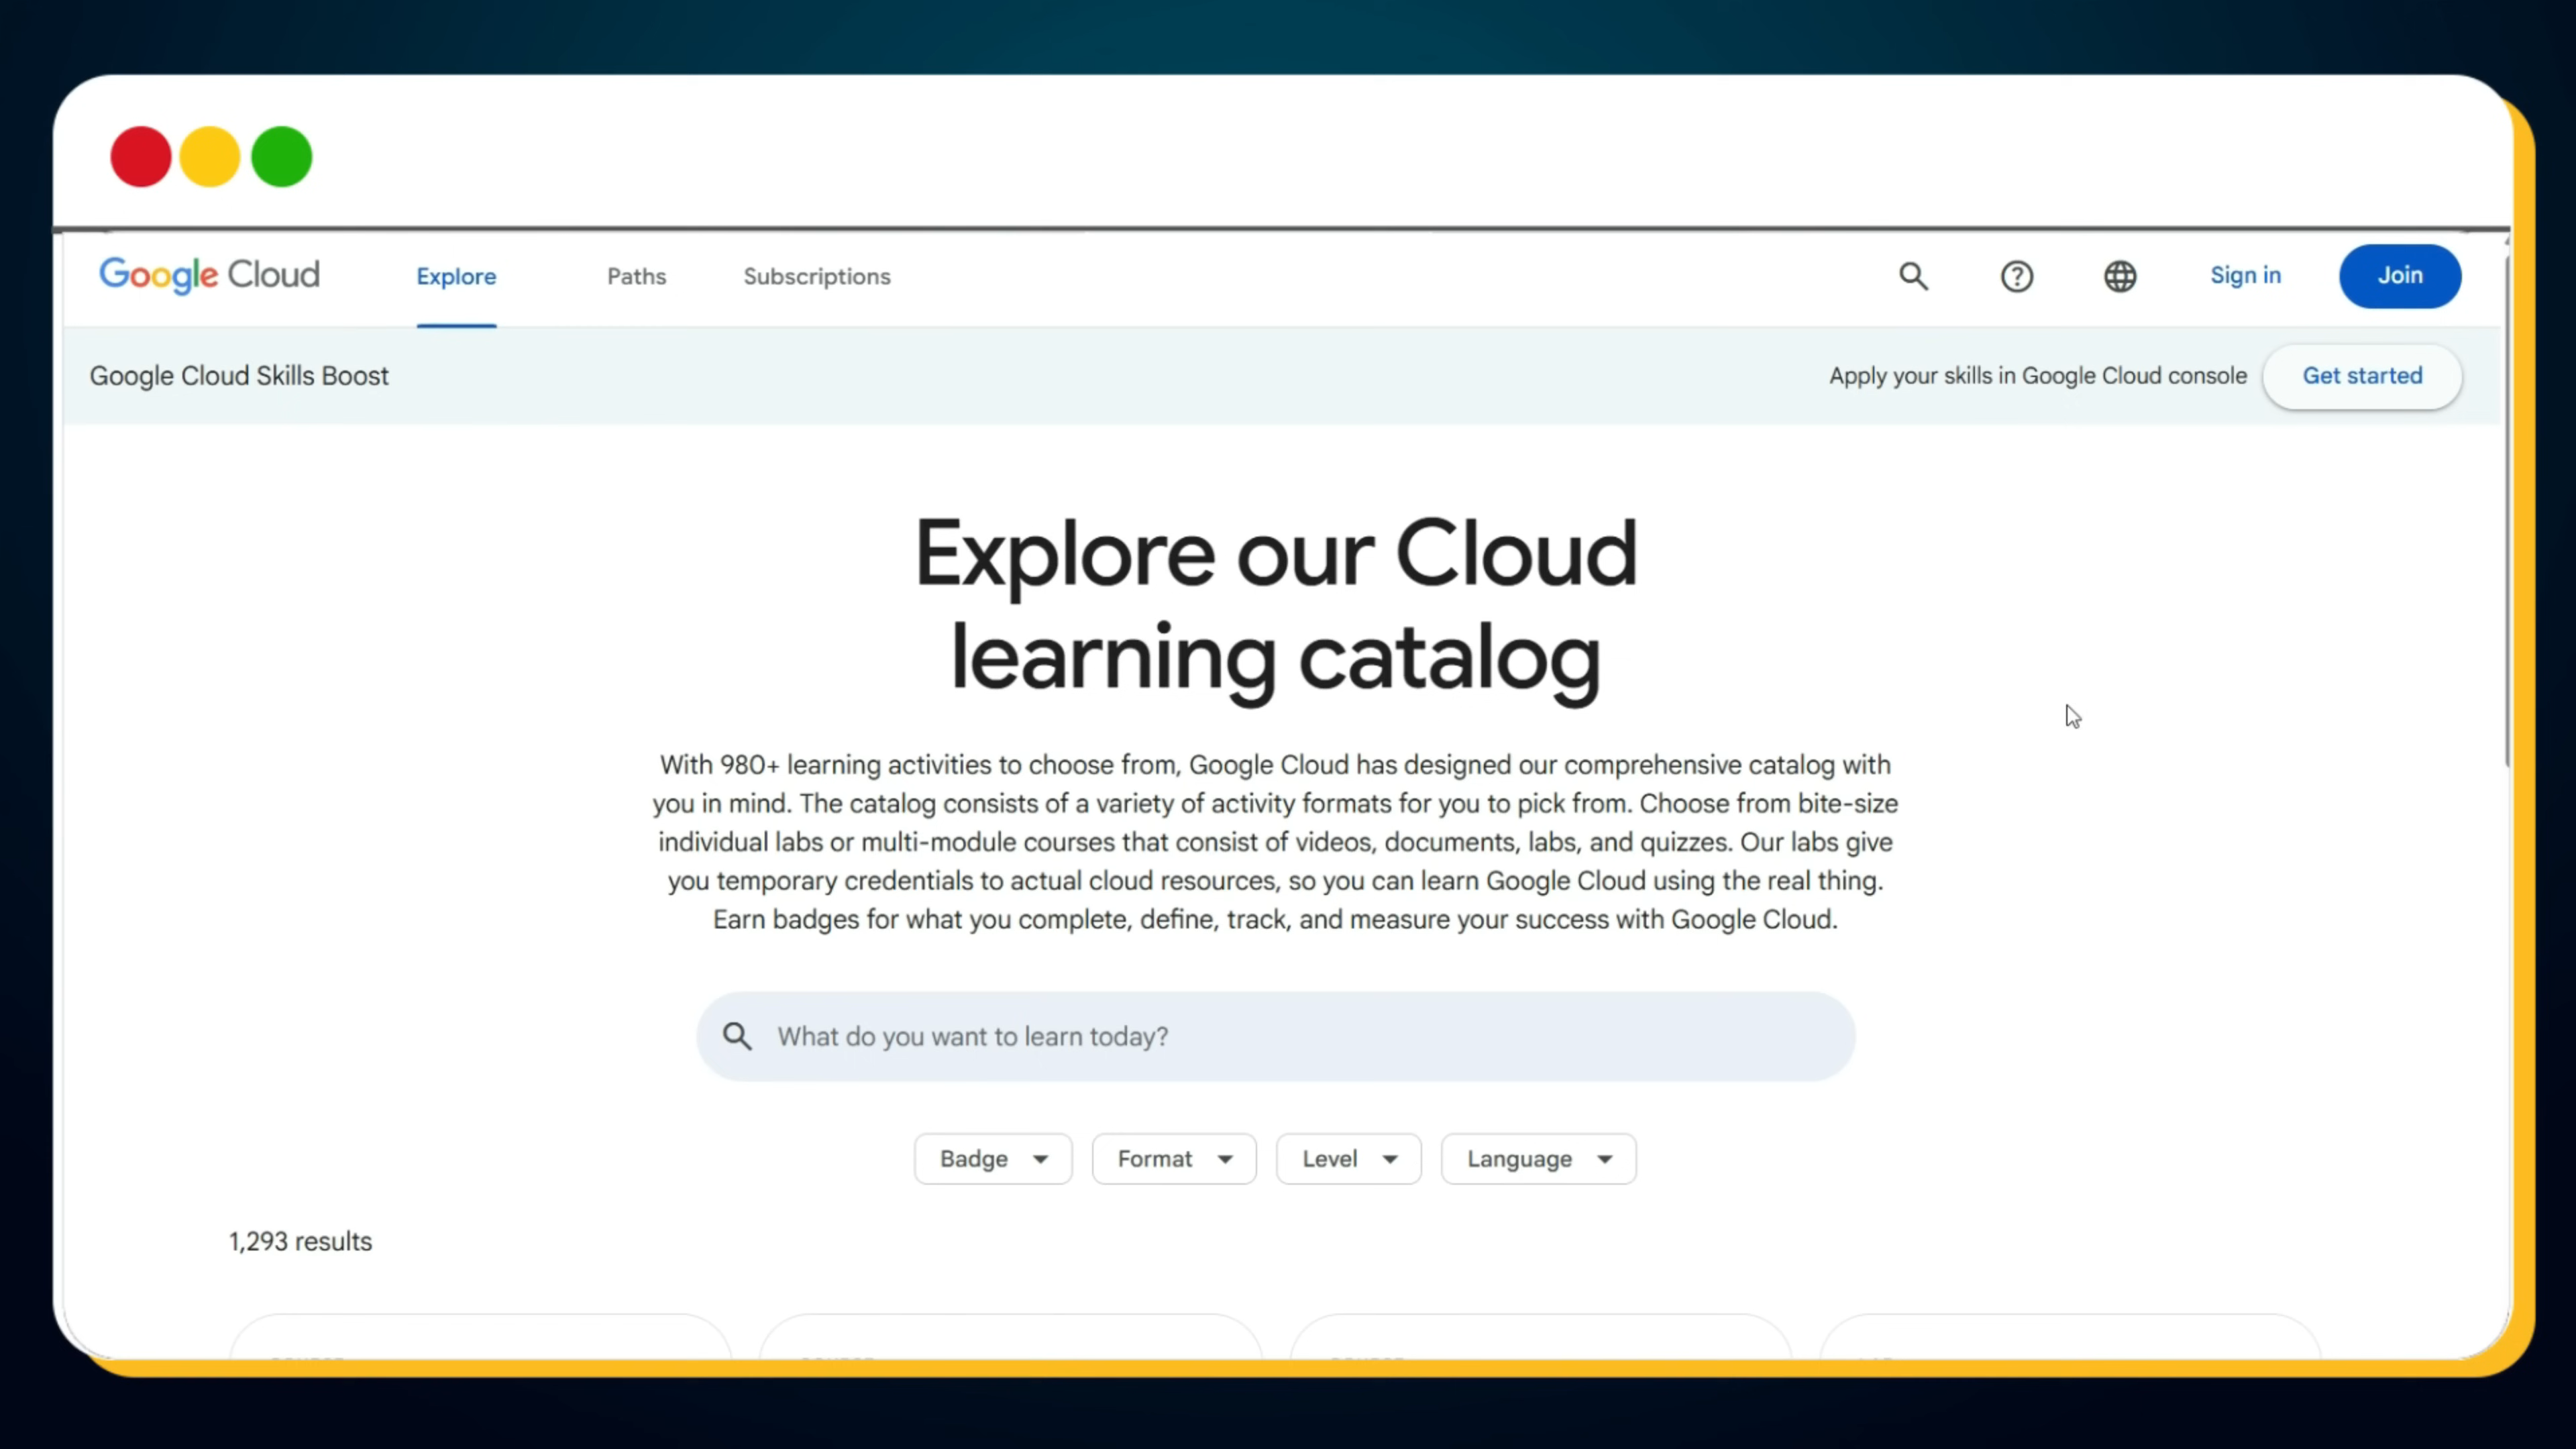 Google Cloud
Explore
Paths
Subscriptions
Sign in
Join
Google Cloud Skills Boost
Apply your skills in Google Cloud console
Get started
Explore our Cloud
learning catalog
With 980+ learning activities to choose from, Google Cloud has designed our comprehensive catalog with
you in mind. The catalog consists of a variety of activity formats for you to pick from. Choose from bite-size
individual labs or multi-module courses that consist of videos, documents, labs, and quizzes. Our labs give
you temporary credentials to actual cloud resources, so you can learn Google Cloud using the real thing.
Earn badges for what you complete, define, track, and measure your success with Google Cloud.
What do you want to learn today?
Badge
Format
Level
Language
1,293 results